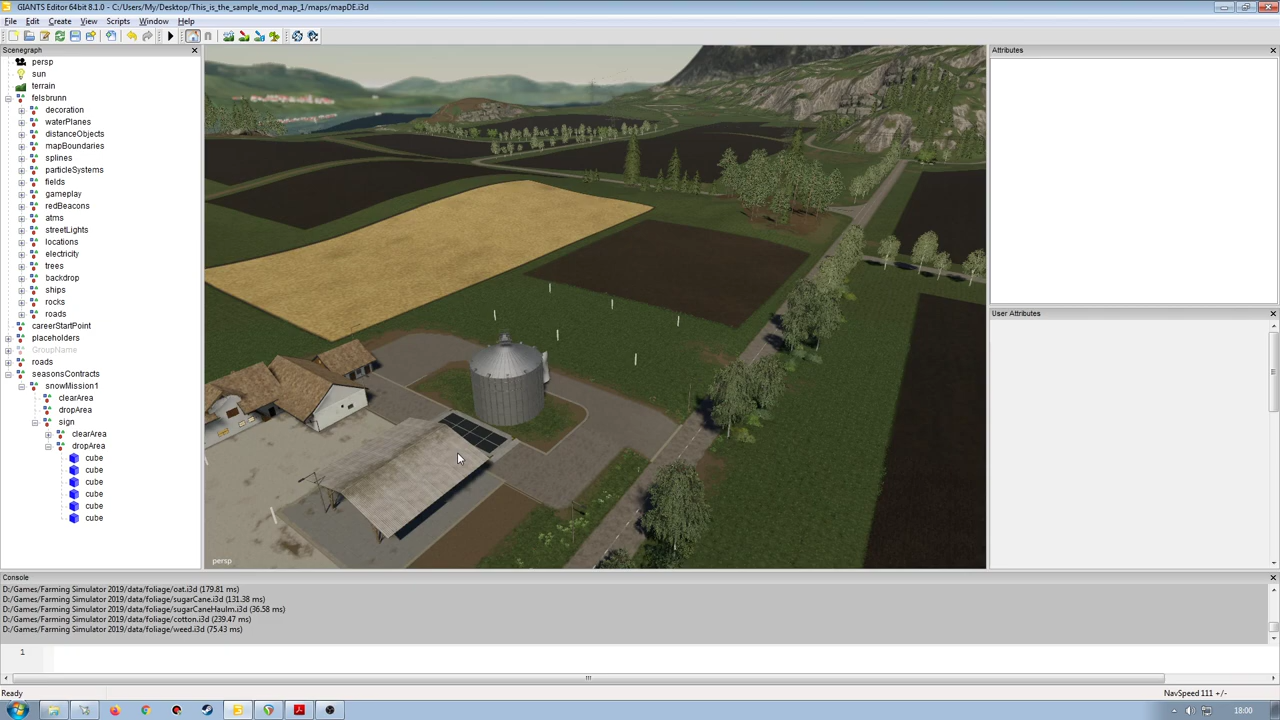 GIANTS Editor 64bit 8.1.0 - C:/Users/My/Desktop/This_is_the_sample_mod_map_1/maps/mapDE.i3d
File Edit Create View Scripts Window Help
Scenegraph
persp
sun
terrain
felsbrunn
decoration
waterPlanes
distanceObjects
mapBoundaries
splines
particleSystems
fields
gameplay
redBeacons
atms
streetLights
locations
electricity
trees
backdrop
ships
rocks
roads
careerStartPoint
placeholders
GroupName
roads
seasonsContracts
snowMission1
clearArea
dropArea
sign
clearArea
dropArea
cube
cube
cube
cube
cube
cube
persp
Attributes
User Attributes
Console
D:/Games/Farming Simulator 2019/data/foliage/oat.i3d (179.81 ms)
D:/Games/Farming Simulator 2019/data/foliage/sugarCane.i3d (131.38 ms)
D:/Games/Farming Simulator 2019/data/foliage/sugarCaneHaulm.i3d (36.58 ms)
D:/Games/Farming Simulator 2019/data/foliage/cotton.i3d (239.47 ms)
D:/Games/Farming Simulator 2019/data/foliage/weed.i3d (75.43 ms)
1
Ready
NavSpeed 111 +/-
18:00